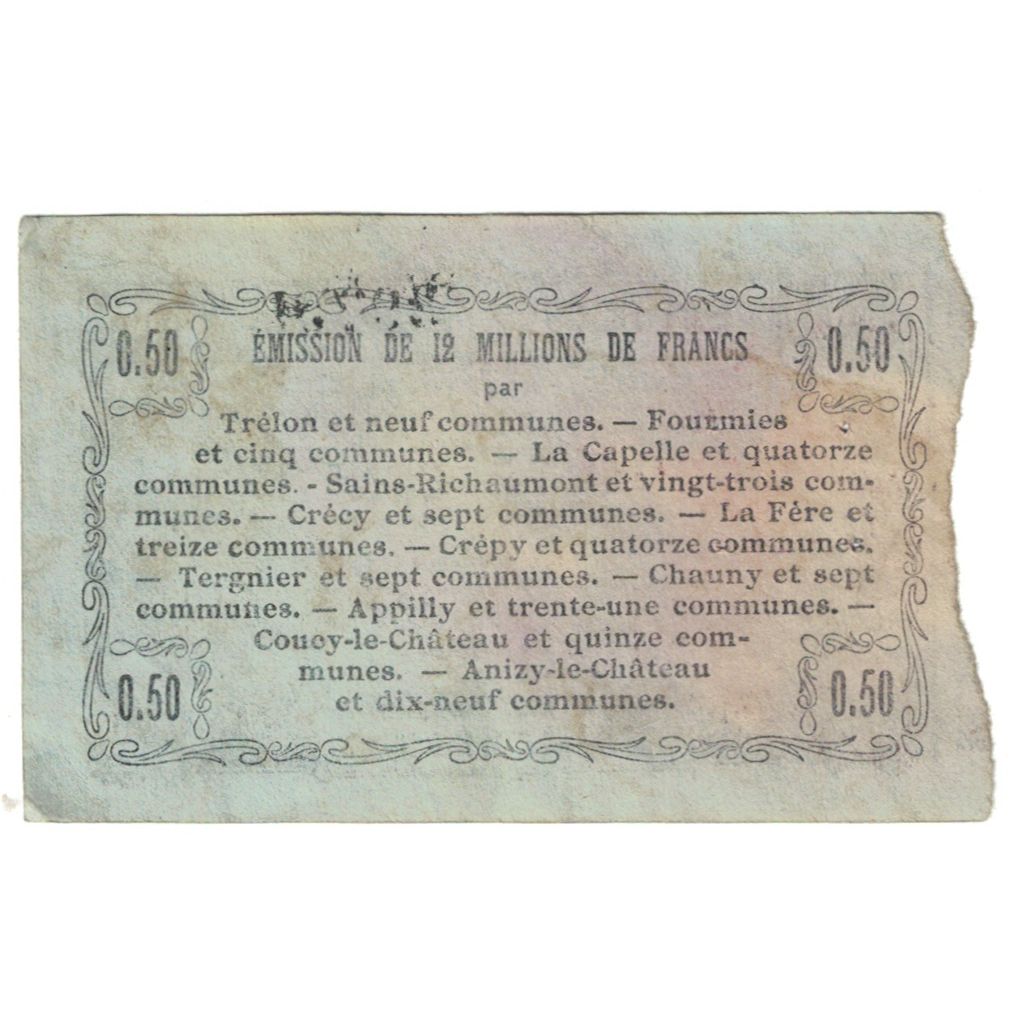 0.50 ÉMISSION DE 12 MILLIONS DE FRANCS 0.50
par
Trélon et neuf communes. — Fourmies
et cinq communes. — La Capelle et quatorze
communes. - Sains-Richaumont et vingt-trois com-
munes. — Crécy et sept communes. — La Fère et
treize communes. — Crépy et quatorze communes.
— Tergnier et sept communes. — Chauny et sept
communes. — Appilly et trente-une communes. —
Coucy-le-Château et quinze com-
munes. — Anizy-le-Château
0.50 et dix-neuf communes. 0.50